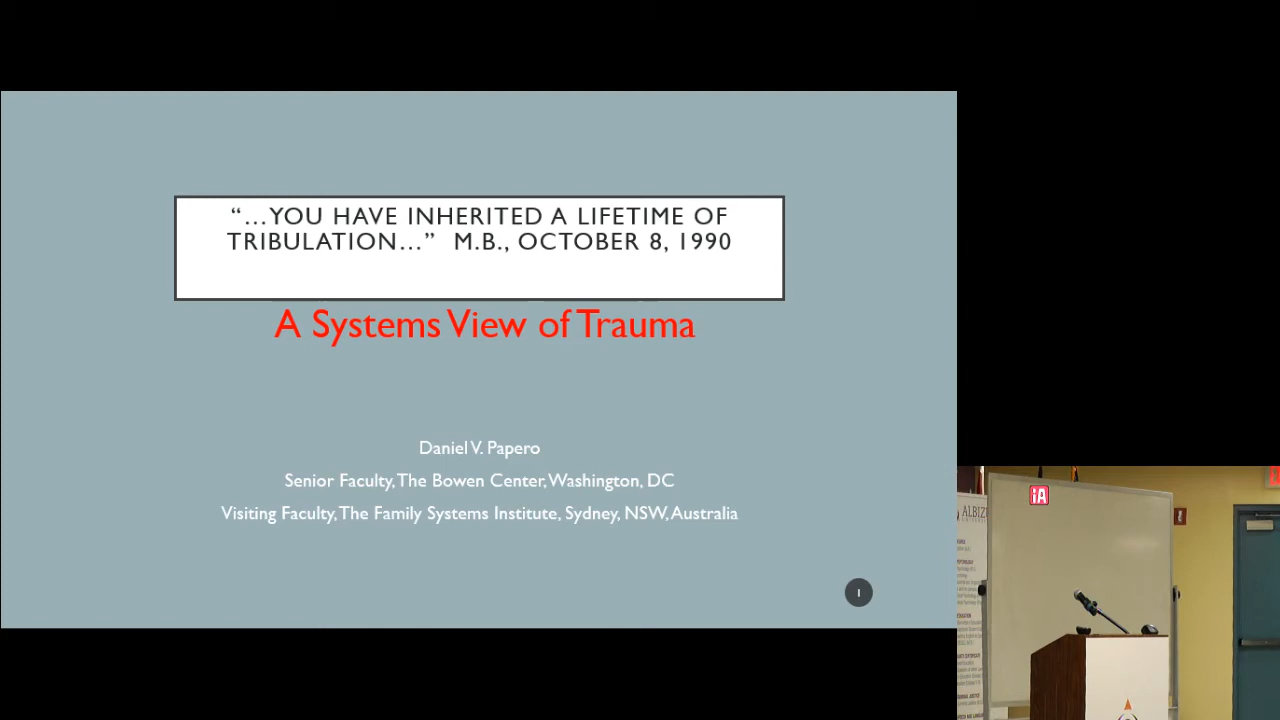 “…YOU HAVE INHERITED A LIFETIME OF
TRIBULATION…” M.B., OCTOBER 8, 1990
A Systems View of Trauma
Daniel V. Papero
Senior Faculty, The Bowen Center, Washington, DC
Visiting Faculty, The Family Systems Institute, Sydney, NSW, Australia
1
iA